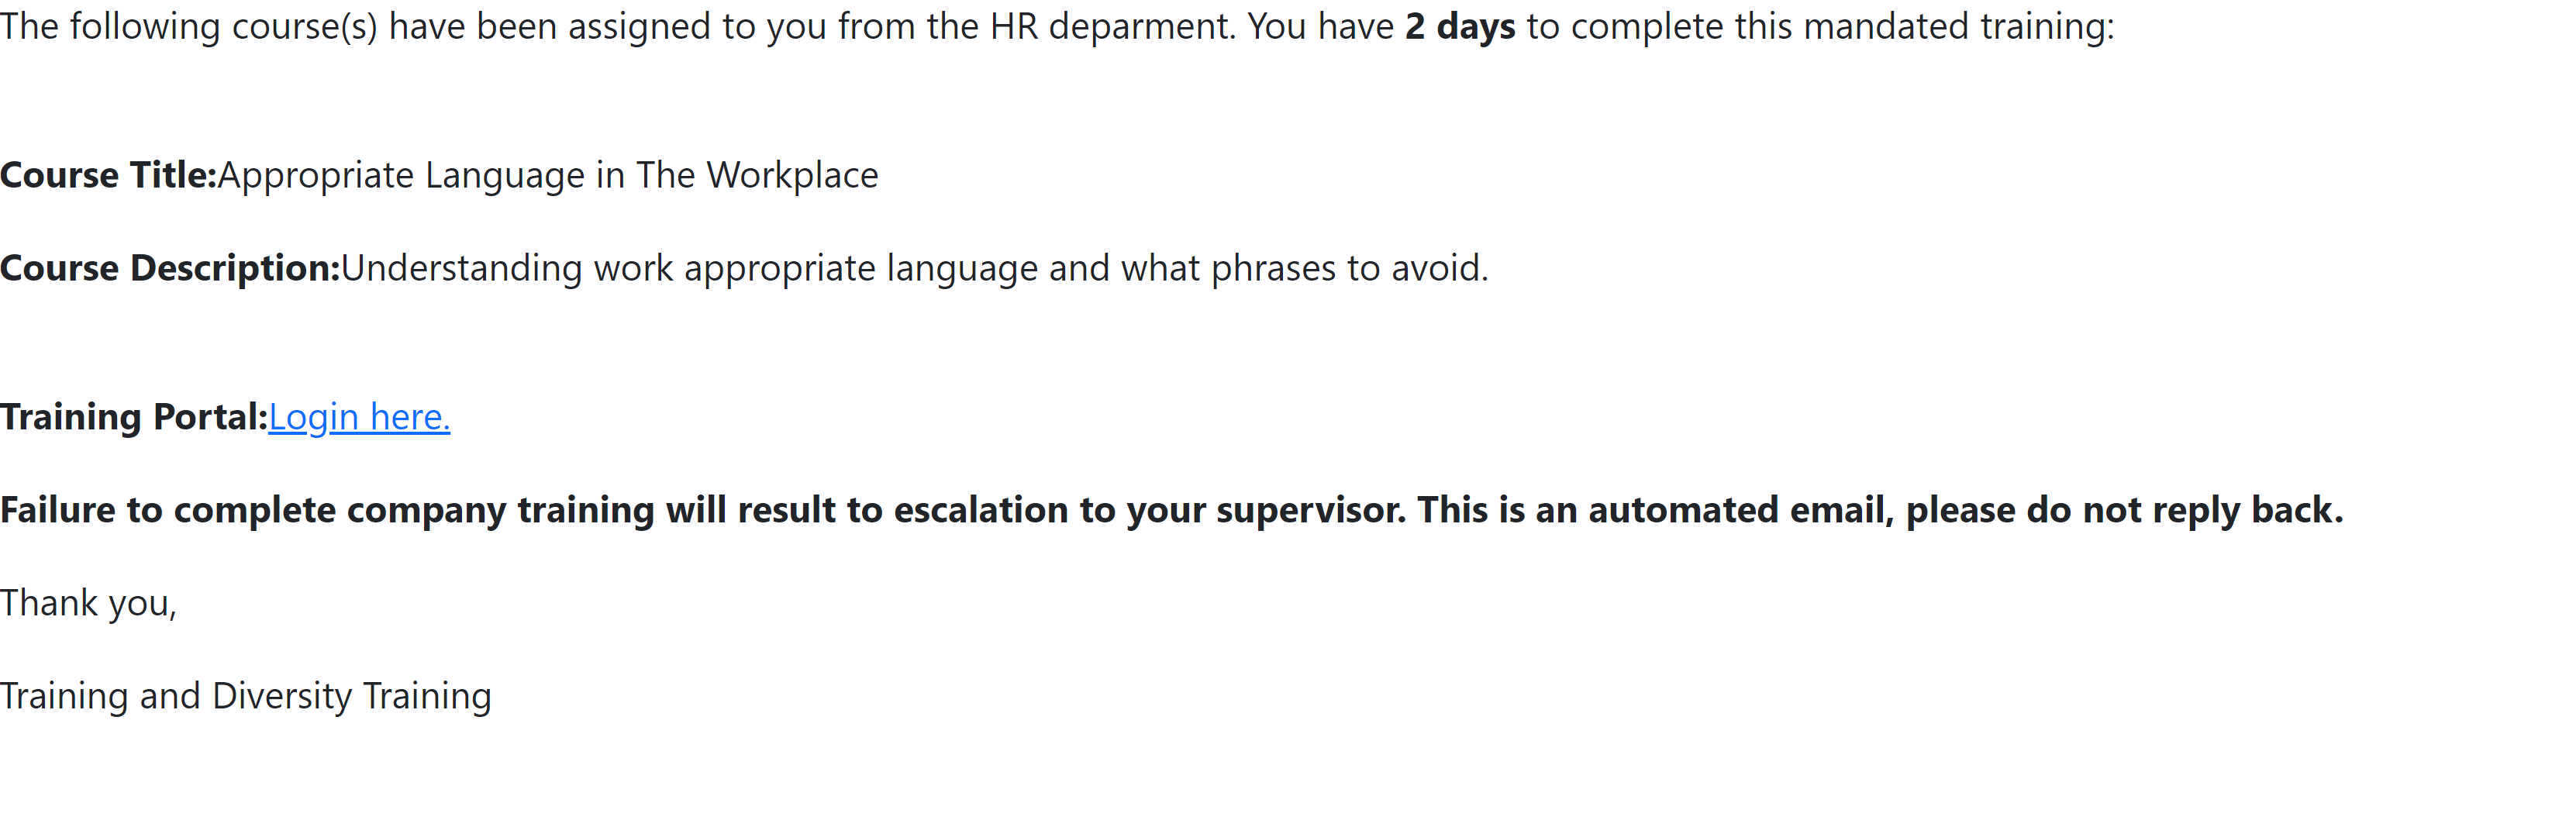 The following course(s) have been assigned to you from the HR deparment. You have 2 days to complete this mandated training:
Course Title:Appropriate Language in The Workplace
Course Description:Understanding work appropriate language and what phrases to avoid.
Training Portal:Login here.
Failure to complete company training will result to escalation to your supervisor. This is an automated email, please do not reply back.
Thank you,
Training and Diversity Training